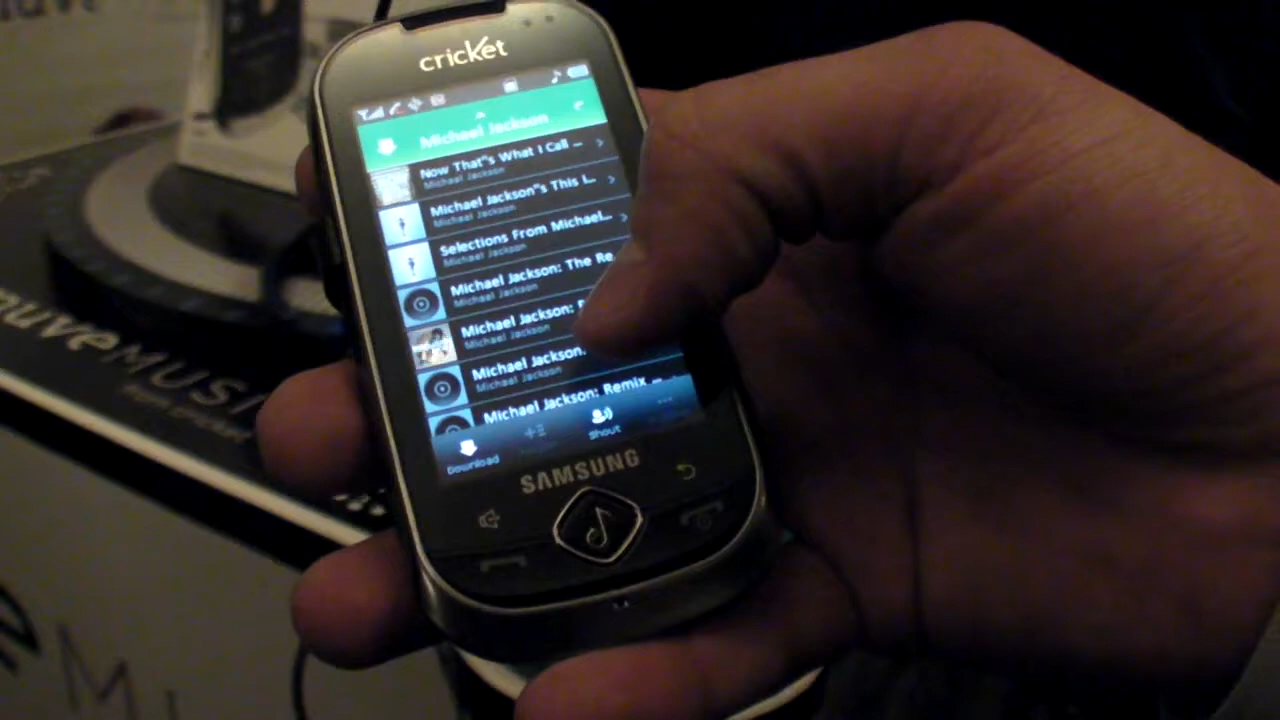 cricket
Michael Jackson
Now That"s What I Call ...
Michael Jackson
Michael Jackson"s This I...
Michael Jackson
Selections From Michael...
Michael Jackson
Michael Jackson: The Re
Michael Jackson
Michael Jackson:
Michael Jackson
Michael Jackson:
Michael Jackson
Michael Jackson: Remix ...
Download
Shout
SAMSUNG
nuve MUSI